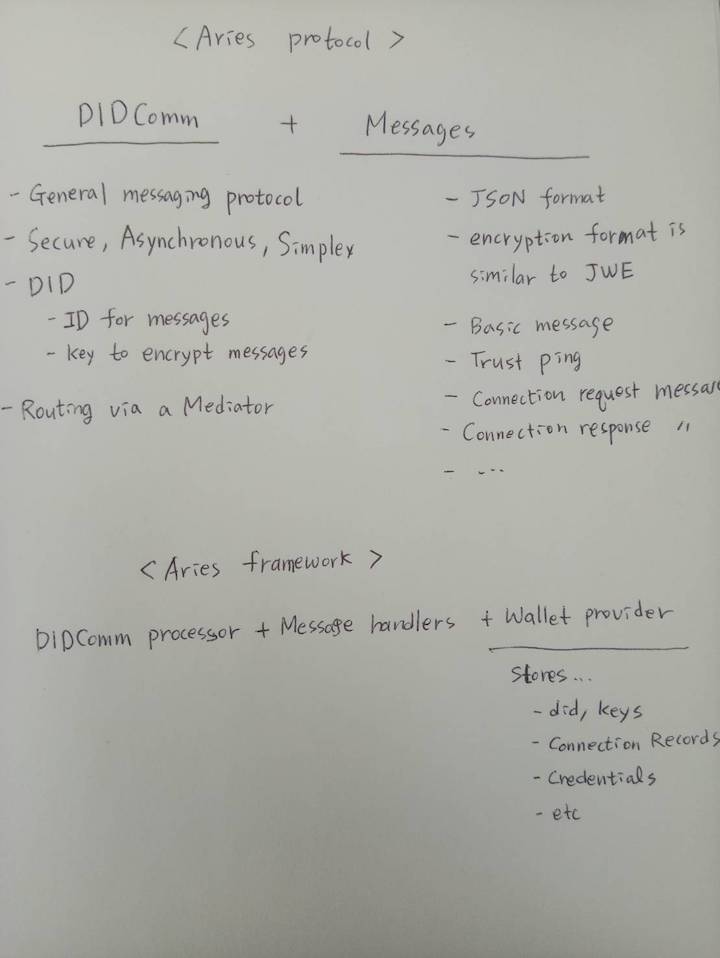 <Aries protocol>
DIDComm + Messages
- General messaging protocol
- Secure, Asynchronous, Simplex
- DID
- ID for messages
- key to encrypt messages
- Routing via a Mediator
- JSON format
- encryption format is
similar to JWE
- Basic message
- Trust ping
- Connection request message
- Connection response 〃
- ...
<Aries framework>
DIDComm processor + Message handlers + Wallet provider
Stores...
- did, keys
- Connection Records
- Credentials
- etc